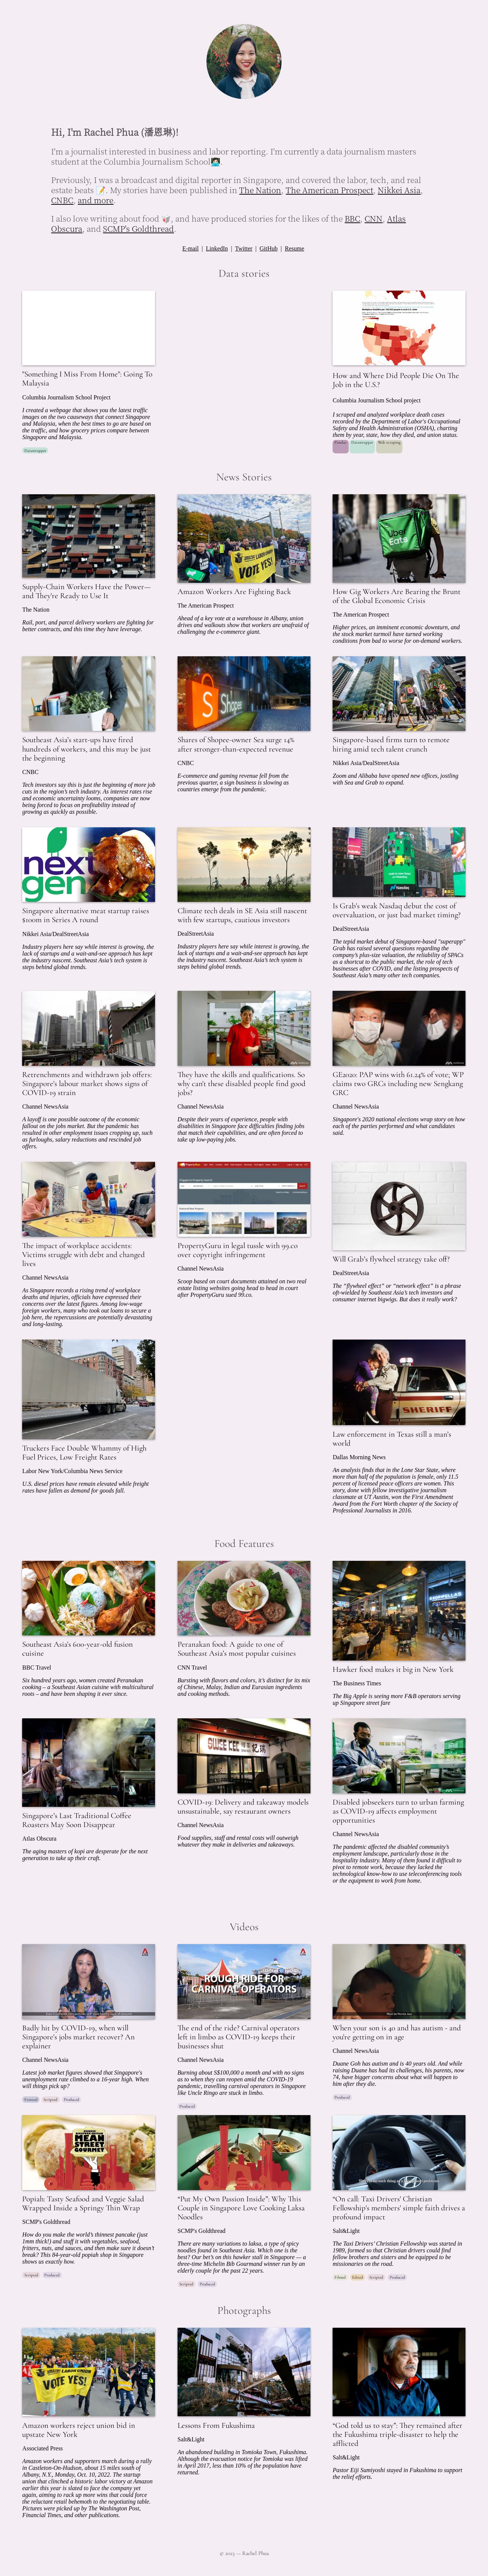 Hi, I'm Rachel Phua (潘恩琳)!
I'm a journalist interested in business and labor reporting. I'm currently a data journalism masters
student at the Columbia Journalism School
Previously, I was a broadcast and digital reporter in Singapore, and covered the labor, tech, and real
estate beats 📝. My stories have been published in The Nation, The American Prospect, Nikkei Asia,
CNBC, and more.
I also love writing about food 🥡, and have produced stories for the likes of the BBC, CNN, Atlas
Obscura, and SCMP's Goldthread.
E-mail | LinkedIn | Twitter | GitHub | Resume
Data stories
"Something I Miss From Home": Going To
Malaysia
Columbia Journalism School Project
I created a webpage that shows you the latest traffic
images on the two causeways that connect Singapore
and Malaysia, when the best times to go are based on
the traffic, and how grocery prices compare between
Singapore and Malaysia.
How and Where Did People Die On The
Job in the U.S.?
Columbia Journalism School project
I scraped and analyzed workplace death cases
recorded by the Department of Labor's Occupational
Safety and Health Administration (OSHA), charting
them by year, state, how they died, and union status.
Web scraping
News Stories
Supply-Chain Workers Have the Power—
and They're Ready to Use It
The Nation
Rail, port, and parcel delivery workers are fighting for
better contracts, and this time they have leverage.
VOTE YES!
Amazon Workers Are Fighting Back
The American Prospect
Ahead of a key vote at a warehouse in Albany, union
drives and walkouts show that workers are unafraid of
challenging the e-commerce giant.
Uber
Eats
How Gig Workers Are Bearing the Brunt
of the Global Economic Crisis
The American Prospect
Higher prices, an imminent economic downturn, and
the stock market turmoil have turned working
conditions from bad to worse for on-demand workers.
Southeast Asia's start-ups have fired
hundreds of workers, and this may be just
the beginning
CNBC
Tech investors say this is just the beginning of more job
cuts in the region's tech industry. As interest rates rise
and economic uncertainty looms, companies are now
being forced to focus on profitability instead of
growing as quickly as possible.
Shares of Shopee-owner Sea surge 14%
after stronger-than-expected revenue
CNBC
E-commerce and gaming revenue fell from the
previous quarter, a sign business is slowing as
countries emerge from the pandemic.
Singapore-based firms turn to remote
hiring amid tech talent crunch
Nikkei Asia/DealStreetAsia
Zoom and Alibaba have opened new offices, jostling
with Sea and Grab to expand.
next
gen
Singapore alternative meat startup raises
$100m in Series A round
Nikkei Asia/DealStreetAsia
Industry players here say while interest is growing, the
lack of startups and a wait-and-see approach has kept
the industry nascent. Southeast Asia's tech system is
steps behind global trends.
Climate tech deals in SE Asia still nascent
with few startups, cautious investors
DealStreetAsia
Industry players here say while interest is growing, the
lack of startups and a wait-and-see approach has kept
the industry nascent. Southeast Asia's tech system is
steps behind global trends.
Is Grab's weak Nasdaq debut the cost of
overvaluation, or just bad market timing?
DealStreetAsia
The tepid market debut of Singapore-based "superapp"
Grab has raised several questions regarding the
company's plus-size valuation, the reliability of SPACs
as a shortcut to the public market, the role of tech
businesses after COVID, and the listing prospects of
Southeast Asia's many other tech companies.
Retrenchments and withdrawn job offers:
Singapore's labour market shows signs of
COVID-19 strain
Channel NewsAsia
A layoff is one possible outcome of the economic
fallout on the jobs market. But the pandemic has
resulted in other employment issues cropping up, such
as furloughs, salary reductions and rescinded job
offers.
They have the skills and qualifications. So
why can't these disabled people find good
jobs?
Channel NewsAsia
Despite their years of experience, people with
disabilities in Singapore face difficulties finding jobs
that match their capabilities, and are often forced to
take up low-paying jobs.
GE2020: PAP wins with 61.24% of vote; WP
claims two GRCs including new Sengkang
GRC
Channel NewsAsia
Singapore's 2020 national elections wrap story on how
each of the parties performed and what candidates
said.
The impact of workplace accidents:
Victims struggle with debt and changed
lives
Channel NewsAsia
As Singapore records a rising trend of workplace
deaths and injuries, officials have expressed their
concerns over the latest figures. Among low-wage
foreign workers, many who took out loans to secure a
job here, the repercussions are potentially devastating
and long-lasting.
PropertyGuru in legal tussle with 99.co
over copyright infringement
Channel NewsAsia
Scoop based on court documents attained on two real
estate listing websites going head to head in court
after PropertyGuru sued 99.co.
Will Grab's flywheel strategy take off?
DealStreetAsia
The “flywheel effect” or “network effect” is a phrase
oft-wielded by Southeast Asia's tech investors and
consumer internet bigwigs. But does it really work?
Truckers Face Double Whammy of High
Fuel Prices, Low Freight Rates
Labor New York/Columbia News Service
U.S. diesel prices have remain elevated while freight
rates have fallen as demand for goods fall.
SHERIFF
Law enforcement in Texas still a man's
world
Dallas Morning News
An analysis finds that in the Lone Star State, where
more than half of the population is female, only 11.5
percent of licensed peace officers are women. This
story, done with fellow investigative journalism
classmate at UT Austin, won the First Amendment
Award from the Fort Worth chapter of the Society of
Professional Journalists in 2016.
Food Features
Southeast Asia's 600-year-old fusion
cuisine
BBC Travel
Six hundred years ago, women created Peranakan
cooking – a Southeast Asian cuisine with multicultural
roots – and have been shaping it ever since.
Peranakan food: A guide to one of
Southeast Asia's most popular cuisines
CNN Travel
Bursting with flavors and colors, it's distinct for its mix
of Chinese, Malay, Indian and Eurasian ingredients
and cooking methods.
Hawker food makes it big in New York
The Business Times
The Big Apple is seeing more F&B operators serving
up Singapore street fare
Singapore's Last Traditional Coffee
Roasters May Soon Disappear
Atlas Obscura
The aging masters of kopi are desperate for the next
generation to take up their craft.
COVID-19: Delivery and takeaway models
unsustainable, say restaurant owners
Channel NewsAsia
Food supplies, staff and rental costs will outweigh
whatever they make in deliveries and takeaways.
Disabled jobseekers turn to urban farming
as COVID-19 affects employment
opportunities
Channel NewsAsia
The pandemic affected the disabled community's
employment landscape, particularly those in the
hospitality industry. Many of them found it difficult to
pivot to remote work, because they lacked the
technological know-how to use teleconferencing tools
or the equipment to work from home.
Videos
Badly hit by COVID-19, when will
Singapore's jobs market recover? An
explainer
Channel NewsAsia
Latest job market figures showed that Singapore's
unemployment rate climbed to a 16-year high. When
will things pick up?
Scripted Produced
ROUGH RIDE FOR
CARNIVAL OPERATORS
The end of the ride? Carnival operators
left in limbo as COVID-19 keeps their
businesses shut
Channel NewsAsia
Burning about S$100,000 a month and with no signs
as to when they can reopen amid the COVID-19
pandemic, travelling carnival operators in Singapore
like Uncle Ringo are stuck in limbo.
Produced
When your son is 40 and has autism - and
you're getting on in age
Channel NewsAsia
Duane Goh has autism and is 40 years old. And while
raising Duane has had its challenges, his parents, now
74, have bigger concerns about what will happen to
him after they die.
Produced
MEAN
STREET
GOURMET
Popiah: Tasty Seafood and Veggie Salad
Wrapped Inside a Springy Thin Wrap
SCMP's Goldthread
How do you make the world's thinnest pancake (just
1mm thick!) and stuff it with vegetables, seafood,
fritters, nuts, and sauces, and then make sure it doesn't
break? This 84-year-old popiah shop in Singapore
shows us exactly how.
Scripted Produced
“Put My Own Passion Inside”: Why This
Couple in Singapore Love Cooking Laksa
Noodles
SCMP's Goldthread
There are many variations to laksa, a type of spicy
noodles found in Southeast Asia. Which one is the
best? Our bet's on this hawker stall in Singapore — a
three-time Michelin Bib Gourmand winner run by an
elderly couple for the past 22 years.
Scripted Produced
“On call: Taxi Drivers' Christian
Fellowship's members' simple faith drives a
profound impact
Salt&Light
The Taxi Drivers' Christian Fellowship was started in
1989, formed so that Christian drivers could find
fellow brothers and sisters and be equipped to be
missionaries on the road.
Filmed Edited Scripted Produced
Photographs
VOTE YES!
Amazon workers reject union bid in
upstate New York
Associated Press
Amazon workers and supporters march during a rally
in Castleton-On-Hudson, about 15 miles south of
Albany, N.Y., Monday, Oct. 10, 2022. The startup
union that clinched a historic labor victory at Amazon
earlier this year is slated to face the company yet
again, aiming to rack up more wins that could force
the reluctant retail behemoth to the negotiating table.
Pictures were picked up by The Washington Post,
Financial Times, and other publications.
Lessons From Fukushima
Salt&Light
An abandoned building in Tomioka Town, Fukushima.
Although the evacuation notice for Tomioka was lifted
in April 2017, less than 10% of the population have
returned.
“God told us to stay”: They remained after
the Fukushima triple-disaster to help the
afflicted
Salt&Light
Pastor Eiji Sumiyoshi stayed in Fukushima to support
the relief efforts.
© 2023 — Rachel Phua